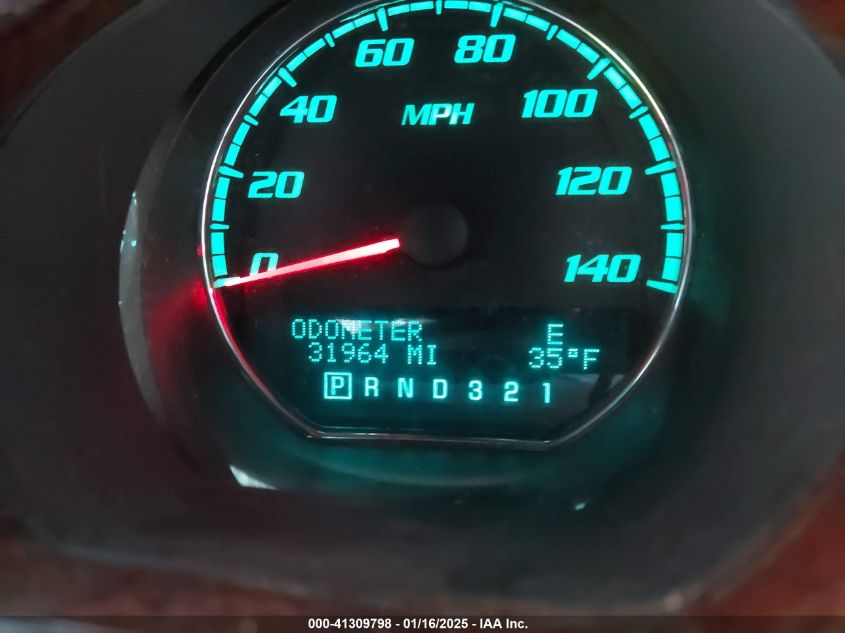 60 80
40 MPH 100
20 120
0 140
ODOMETER E
31964 MI 35°F
P R N D 3 2 1
000-41309798 - 01/16/2025 - IAA Inc.